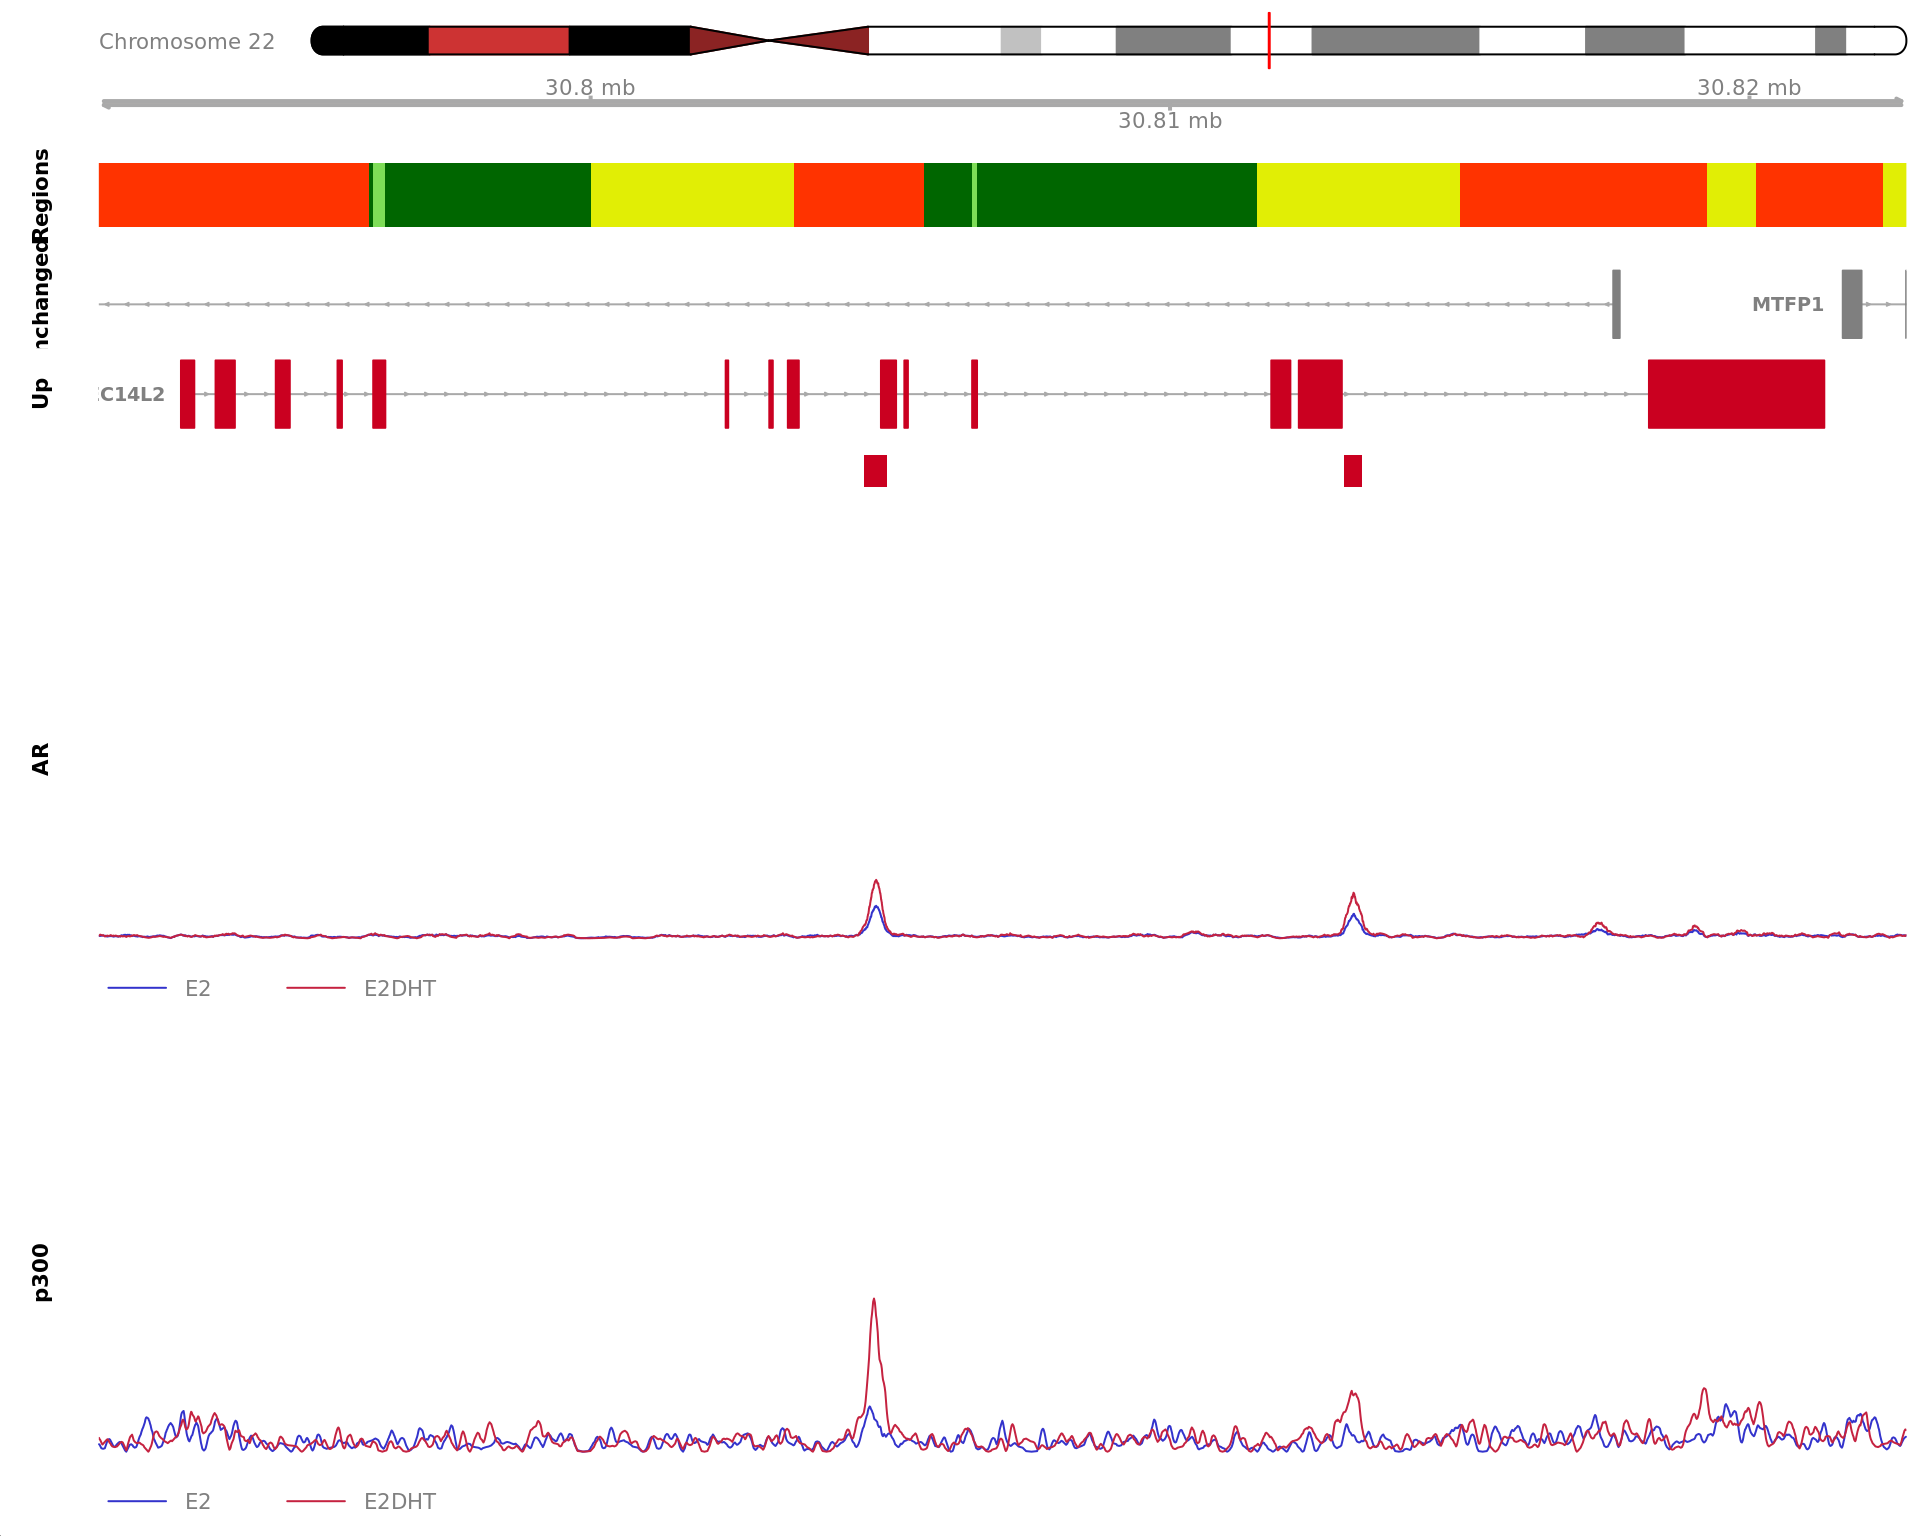 Chromosome 22
30.8 mb
30.82 mb
30.81 mb
Regions
nchanged
MTFP1
Up
C14L2
AR
E2
E2DHT
p300
E2
E2DHT